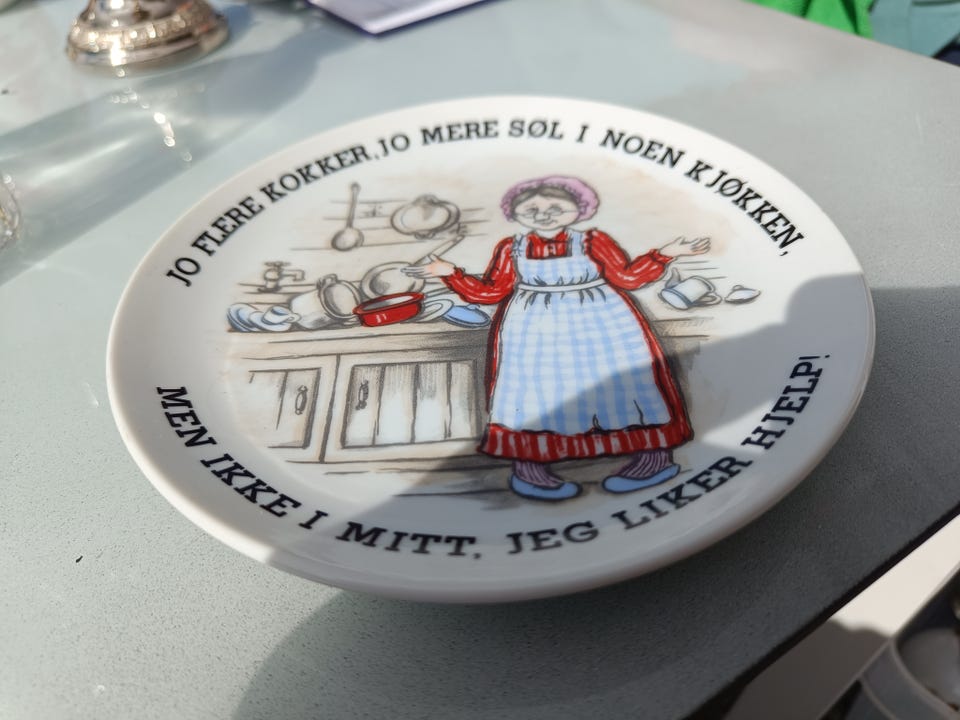 JO FLERE KOKKER, JO MERE SØL I NOEN KJØKKEN,
MEN IKKE I MITT, JEG LIKER HJELP!